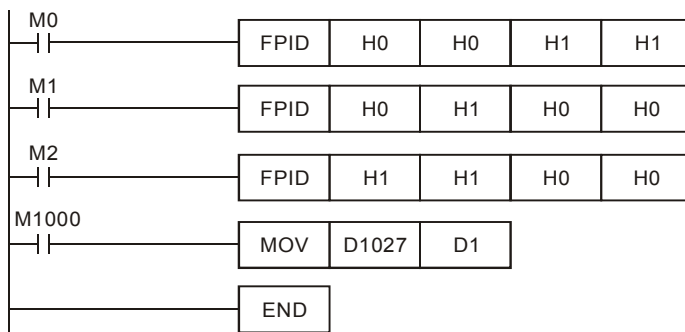 M0
FPID H0 H0 H1 H1
M1
FPID H0 H1 H0 H0
M2
FPID H1 H1 H0 H0
M1000
MOV D1027 D1
END